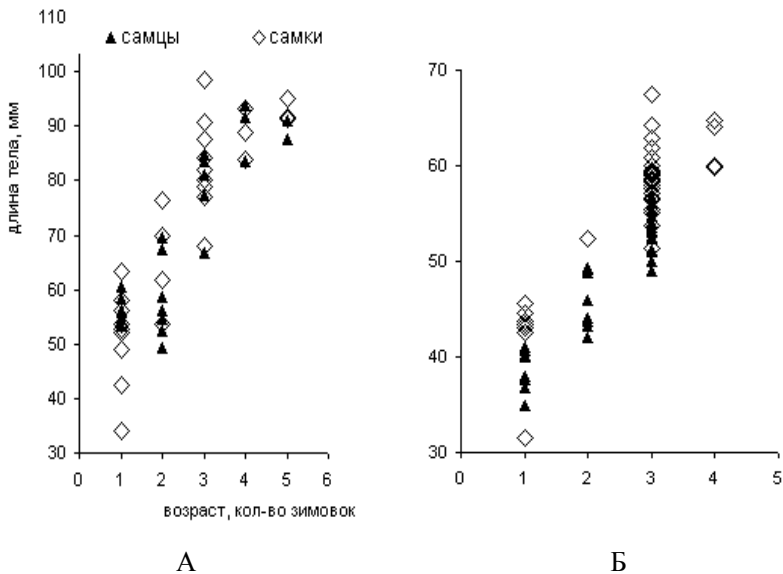 110
самцы самки
100
90
80
70
60
50
40
30
длина тела, мм
0 1 2 3 4 5 6
возраст, кол-во зимовок
А
70
60
50
40
30
0 1 2 3 4 5
Б